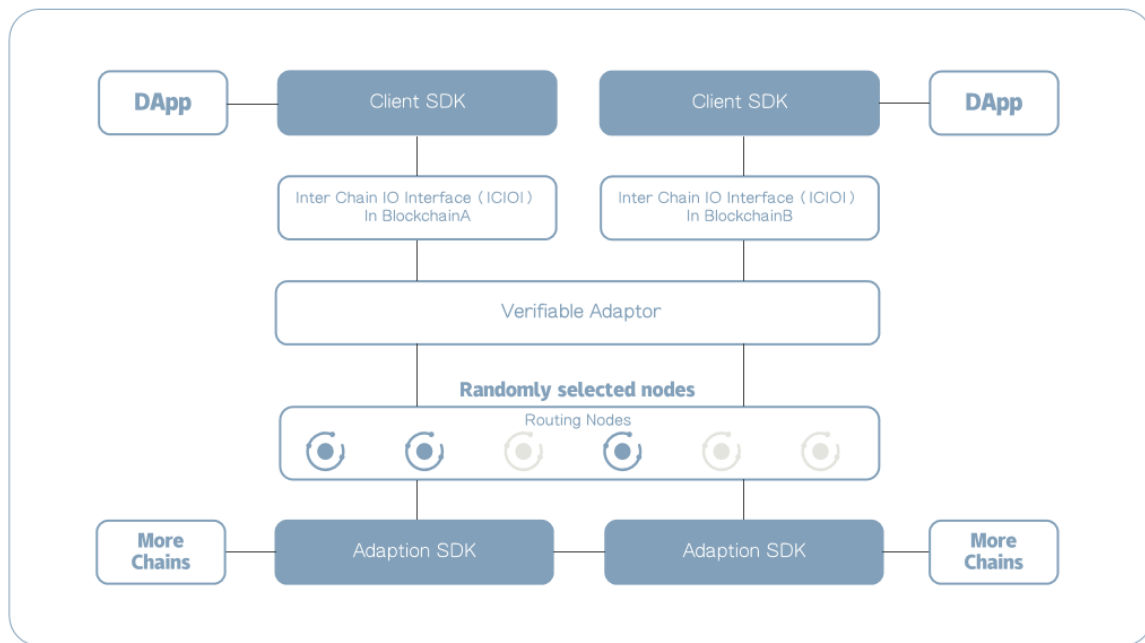 DApp
Client SDK
Client SDK
DApp
Inter Chain IO Interface (ICIOI)
In BlockchainA
Inter Chain IO Interface (ICIOI)
In BlockchainB
Verifiable Adaptor
Randomly selected nodes
Routing Nodes
More
Chains
Adaption SDK
Adaption SDK
More
Chains